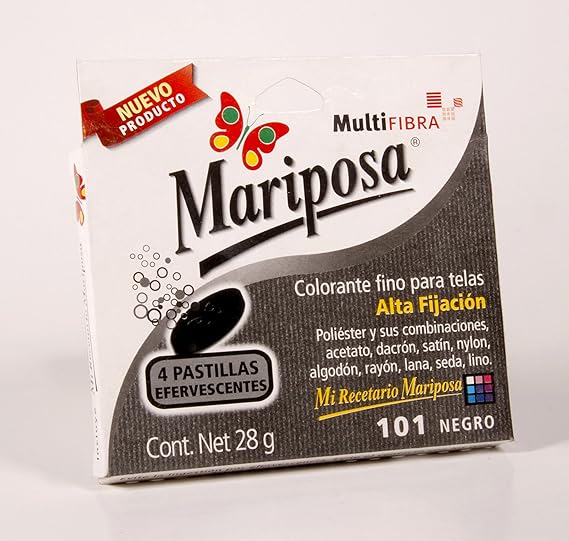 NUEVO
PRODUCTO
MultiFIBRA
Mariposa®
Colorante fino para telas
Alta Fijación
Poliéster y sus combinaciones,
acetato, dacrón, satín, nylon,
algodón, rayón, lana, seda, lino.
4 PASTILLAS
EFERVESCENTES
Mi Recetario Mariposa
Cont. Net 28 g
101 NEGRO